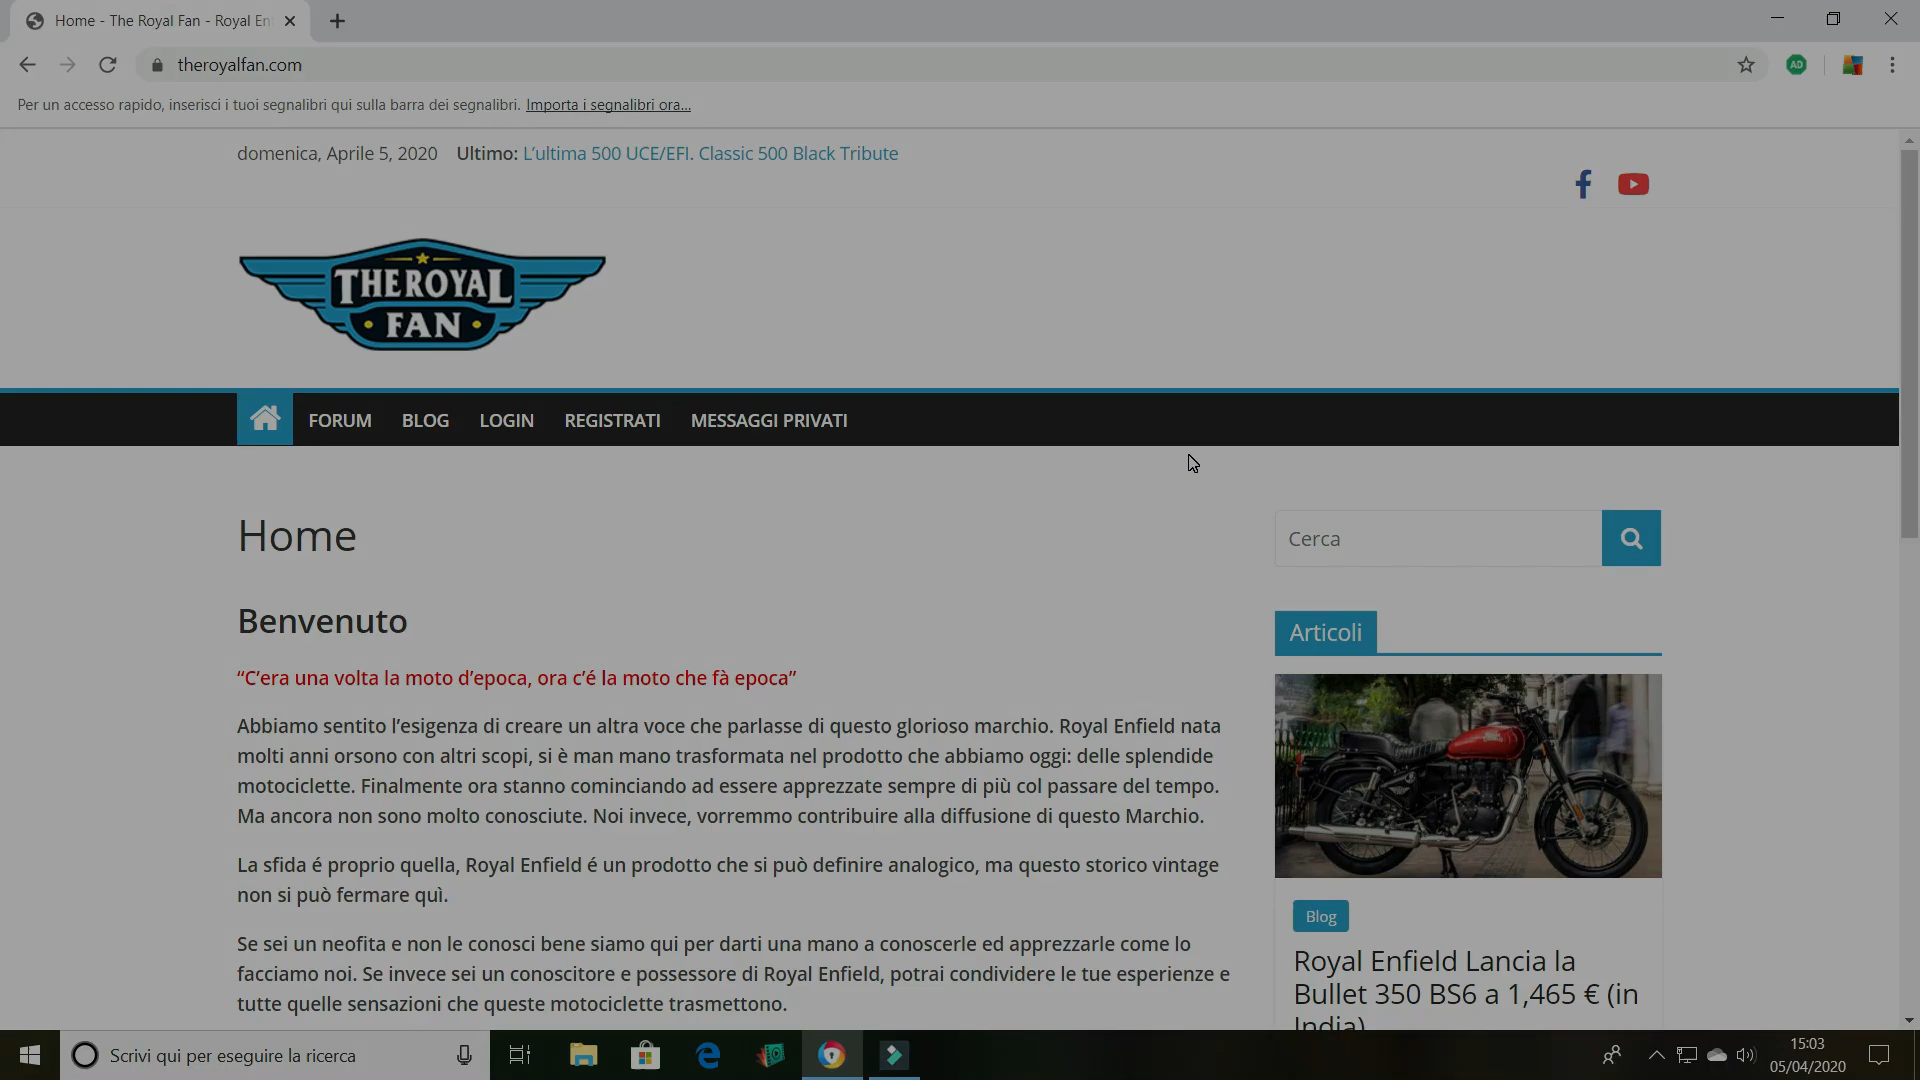 Home - The Royal Fan - Royal En
theroyalfan.com
AD
Per un accesso rapido, inserisci i tuoi segnalibri qui sulla barra dei segnalibri. Importa i segnalibri ora...
domenica, Aprile 5, 2020 Ultimo: L'ultima 500 UCE/EFI. Classic 500 Black Tribute
THE ROYAL
FAN
FORUM BLOG LOGIN REGISTRATI MESSAGGI PRIVATI
Home
Cerca
Benvenuto
Articoli
“C’era una volta la moto d’epoca, ora c’é la moto che fà epoca”
Abbiamo sentito l’esigenza di creare un altra voce che parlasse di questo glorioso marchio. Royal Enfield nata
molti anni orsono con altri scopi, si è man mano trasformata nel prodotto che abbiamo oggi: delle splendide
motociclette. Finalmente ora stanno cominciando ad essere apprezzate sempre di più col passare del tempo.
Ma ancora non sono molto conosciute. Noi invece, vorremmo contribuire alla diffusione di questo Marchio.
La sfida é proprio quella, Royal Enfield é un prodotto che si può definire analogico, ma questo storico vintage
non si può fermare quì.
Se sei un neofita e non le conosci bene siamo qui per darti una mano a conoscerle ed apprezzarle come lo
facciamo noi. Se invece sei un conoscitore e possessore di Royal Enfield, potrai condividere le tue esperienze e
tutte quelle sensazioni che queste motociclette trasmettono.
Blog
Royal Enfield Lancia la
Bullet 350 BS6 a 1,465 € (in
India)
Scrivi qui per eseguire la ricerca
15:03
05/04/2020